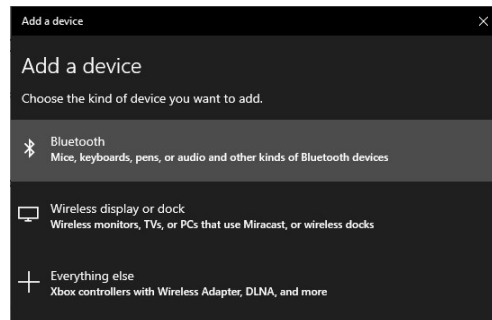 Add a device
Add a device
Choose the kind of device you want to add.
Bluetooth
Mice, keyboards, pens, or audio and other kinds of Bluetooth devices
Wireless display or dock
Wireless monitors, TVs, or PCs that use Miracast, or wireless docks
Everything else
Xbox controllers with Wireless Adapter, DLNA, and more